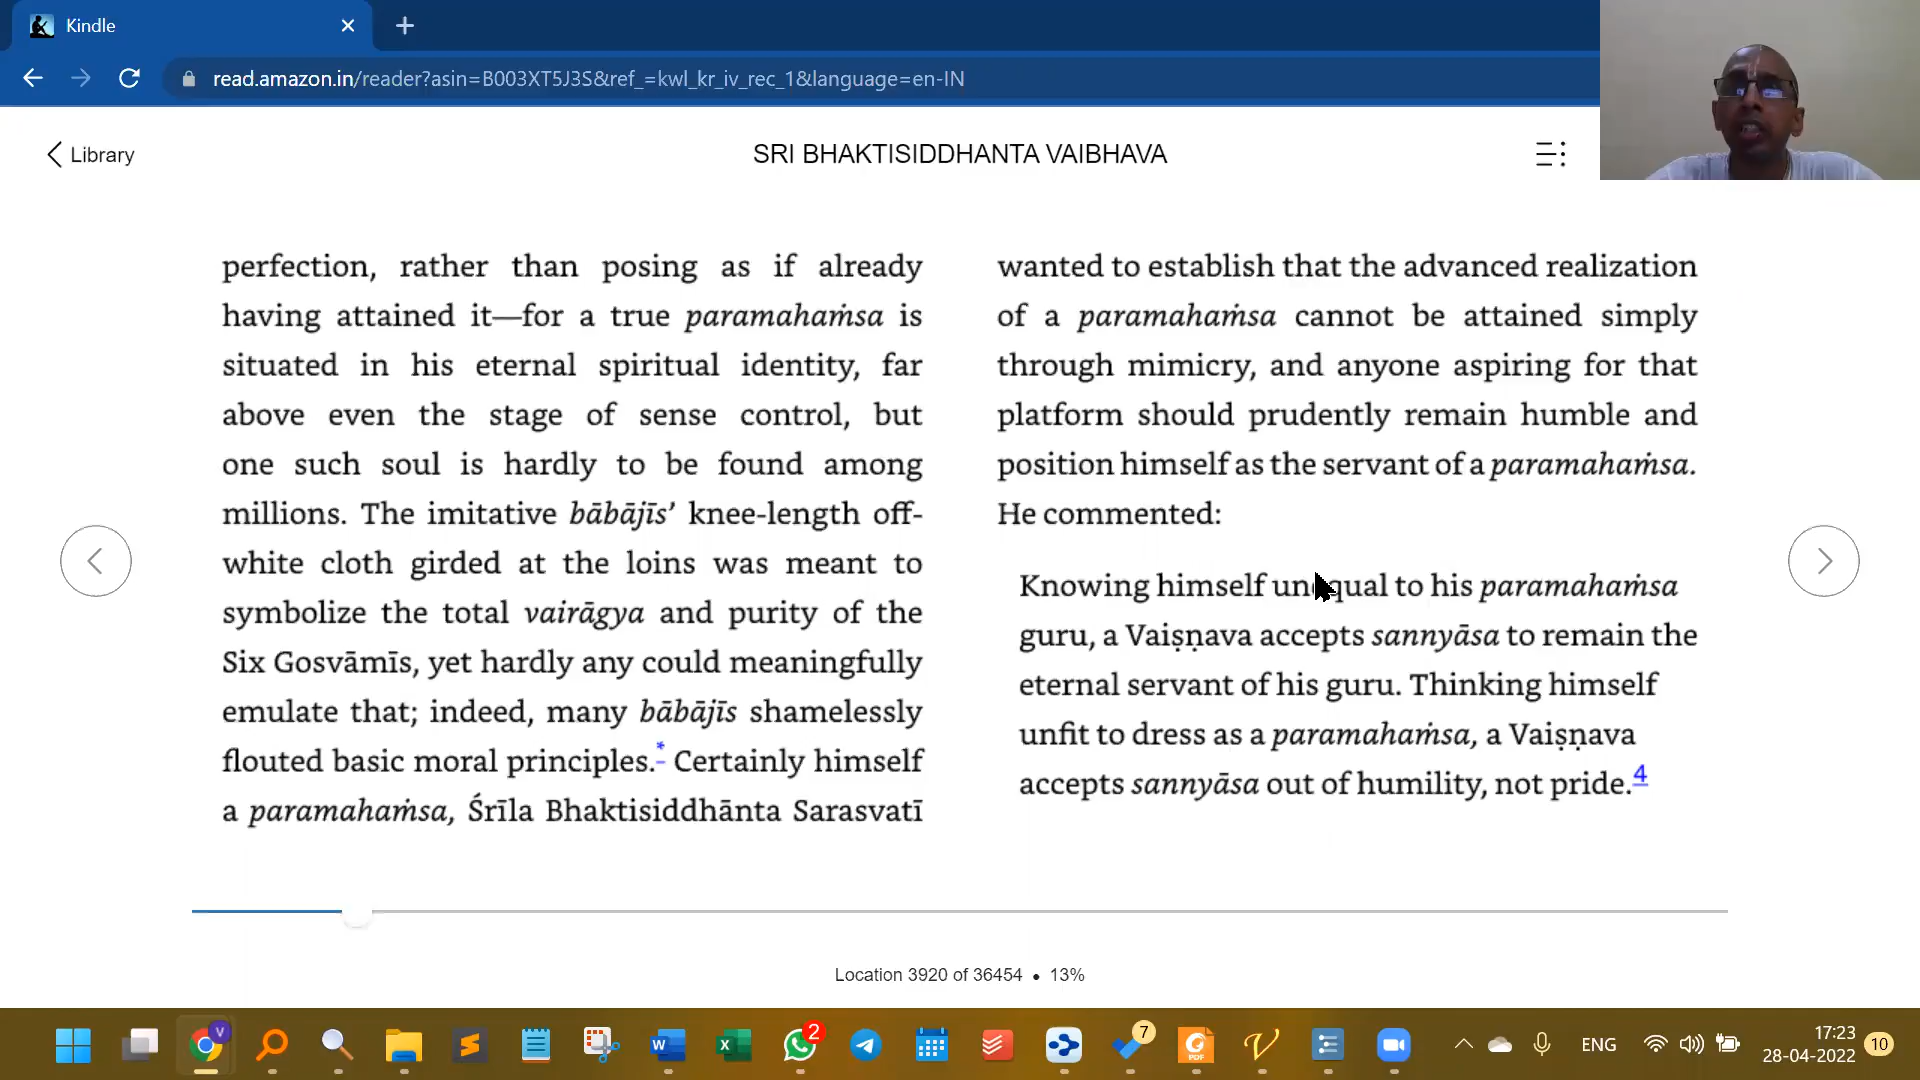 Kindle
read.amazon.in/reader?asin=B003XT5J3S&ref_=kwl_kr_iv_rec_1&language=en-IN
Library
SRI BHAKTISIDDHANTA VAIBHAVA
perfection, rather than posing as if already
having attained it—for a true paramahaṁsa is
situated in his eternal spiritual identity, far
above even the stage of sense control, but
one such soul is hardly to be found among
millions. The imitative bābājīs’ knee-length off-
white cloth girded at the loins was meant to
symbolize the total vairāgya and purity of the
Six Gosvāmīs, yet hardly any could meaningfully
emulate that; indeed, many bābājīs shamelessly
flouted basic moral principles.* Certainly himself
a paramahaṁsa, Śrīla Bhaktisiddhānta Sarasvatī
wanted to establish that the advanced realization
of a paramahaṁsa cannot be attained simply
through mimicry, and anyone aspiring for that
platform should prudently remain humble and
position himself as the servant of a paramahaṁsa.
He commented:
Knowing himself unequal to his paramahaṁsa
guru, a Vaiṣṇava accepts sannyāsa to remain the
eternal servant of his guru. Thinking himself
unfit to dress as a paramahaṁsa, a Vaiṣṇava
accepts sannyāsa out of humility, not pride.4
Location 3920 of 36454 • 13%
V
2
7
PDF
ENG
17:23
28-04-2022
10